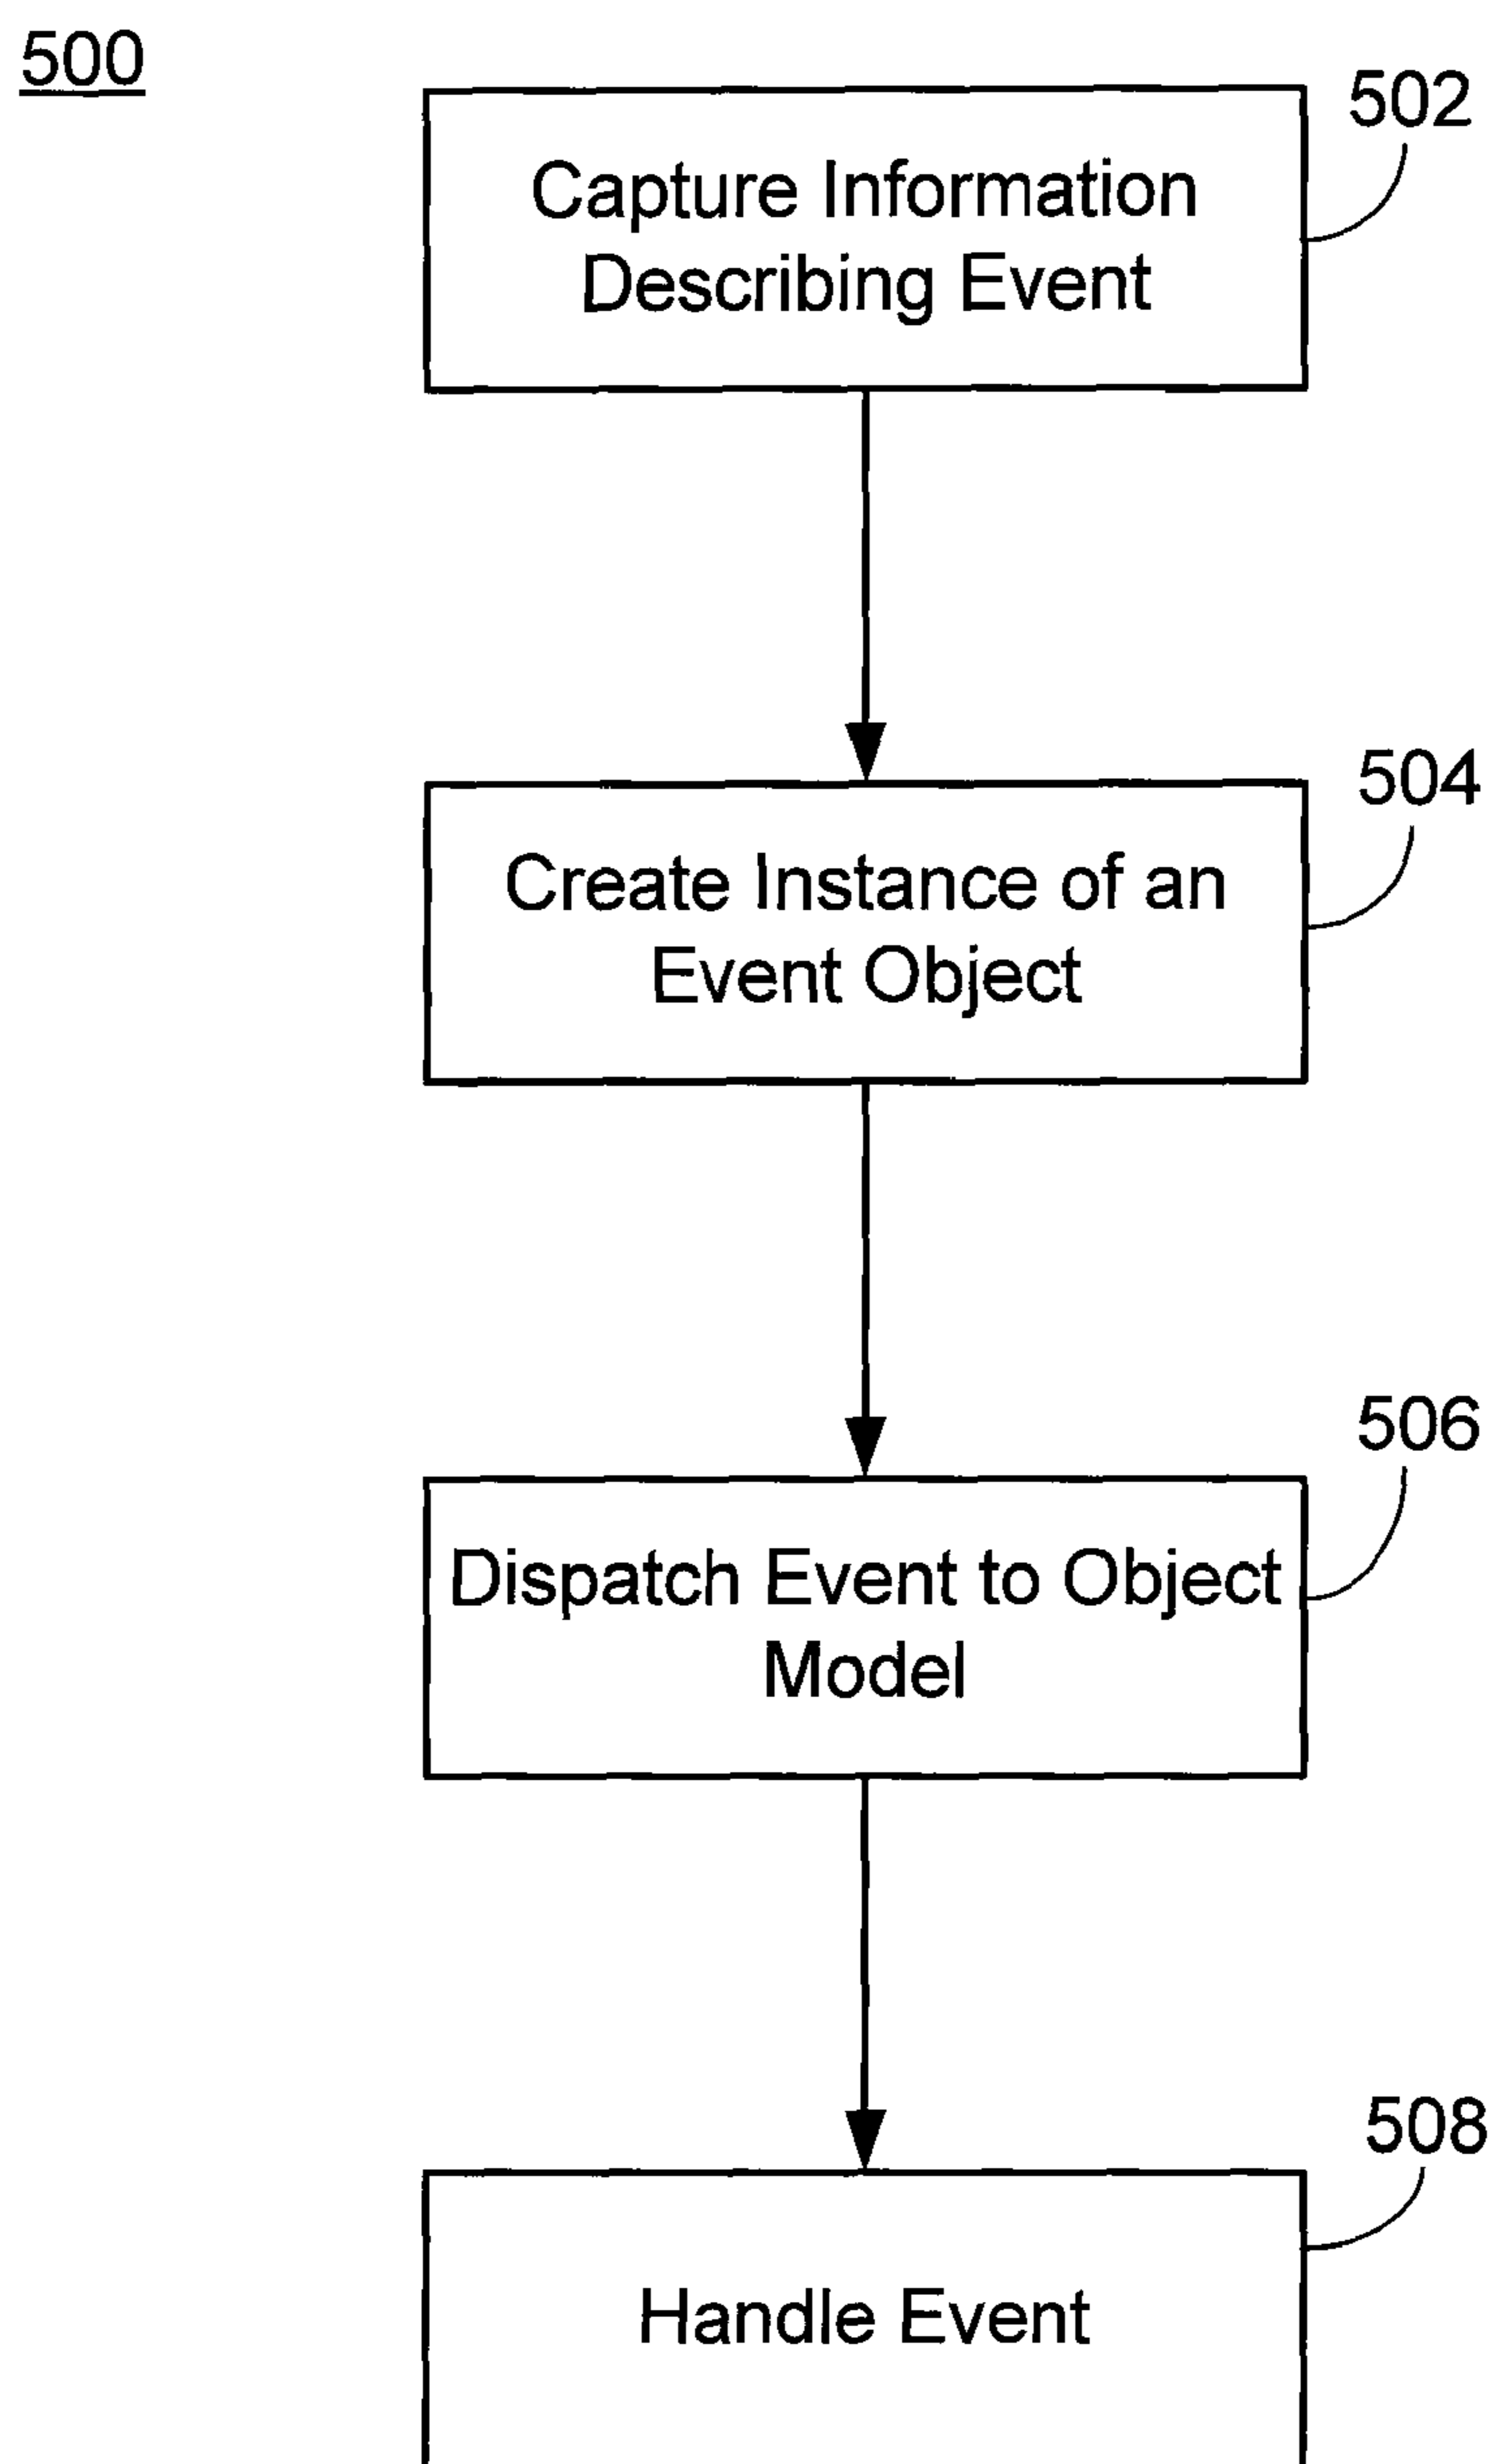 500
502
Capture Information
Describing Event
504
Create Instance of an
Event Object
506
Dispatch Event to Object
Model
508
Handle Event